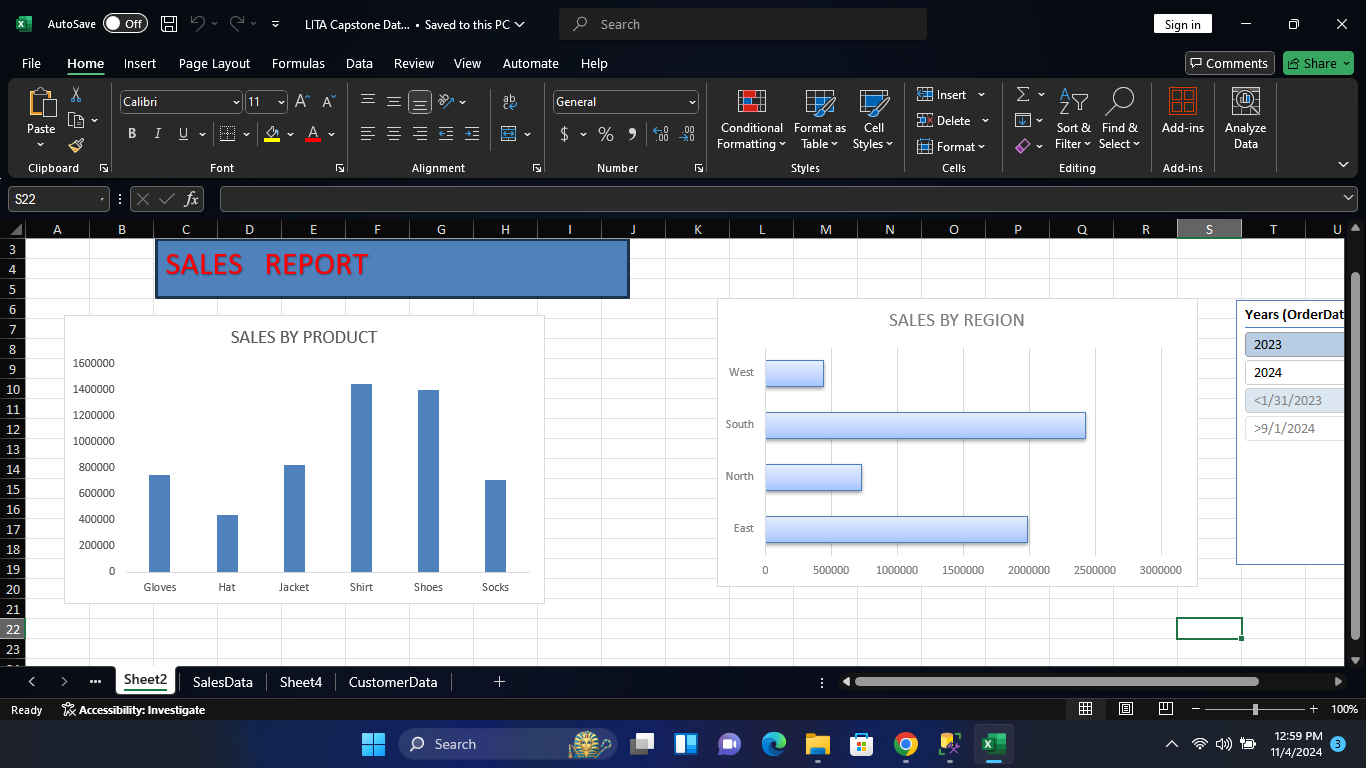 AutoSave Off LITA Capstone Dat... • Saved to this PC Search Sign in
File Home Insert Page Layout Formulas Data Review View Automate Help Comments Share
Paste
Clipboard
Calibri 11
B I U A
Font
Alignment
General
$ % 9
Number
Conditional Formatting
Format as Table
Cell Styles
Styles
Insert
Delete
Format
Cells
Sort & Filter
Find & Select
Editing
Add-ins
Add-ins
Analyze Data
S22 fx
A B C D E F G H I J K L M N O P Q R S T U
3
4
5
6
7
8
9
10
11
12
13
14
15
16
17
18
19
20
21
22
23
SALES REPORT
SALES BY PRODUCT
1600000
1400000
1200000
1000000
800000
600000
400000
200000
0
Gloves Hat Jacket Shirt Shoes Socks
SALES BY REGION
West
South
North
East
0 500000 1000000 1500000 2000000 2500000 3000000
Years (OrderDat
2023
2024
<1/31/2023
>9/1/2024
Sheet2 SalesData Sheet4 CustomerData
Ready Accessibility: Investigate 100%
Search
12:59 PM
11/4/2024
3